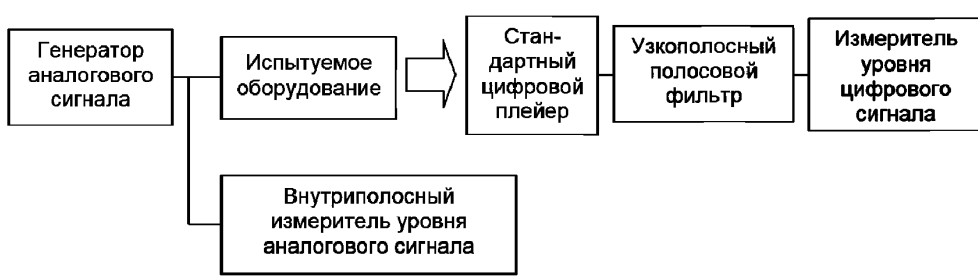 Генератор
аналогового
сигнала
Испытуемое
оборудование
Стан-
дартный
цифровой
плейер
Узкополосный
полосовой
фильтр
Измеритель
уровня
цифрового
сигнала
Внутриполосный
измеритель уровня
аналогового сигнала